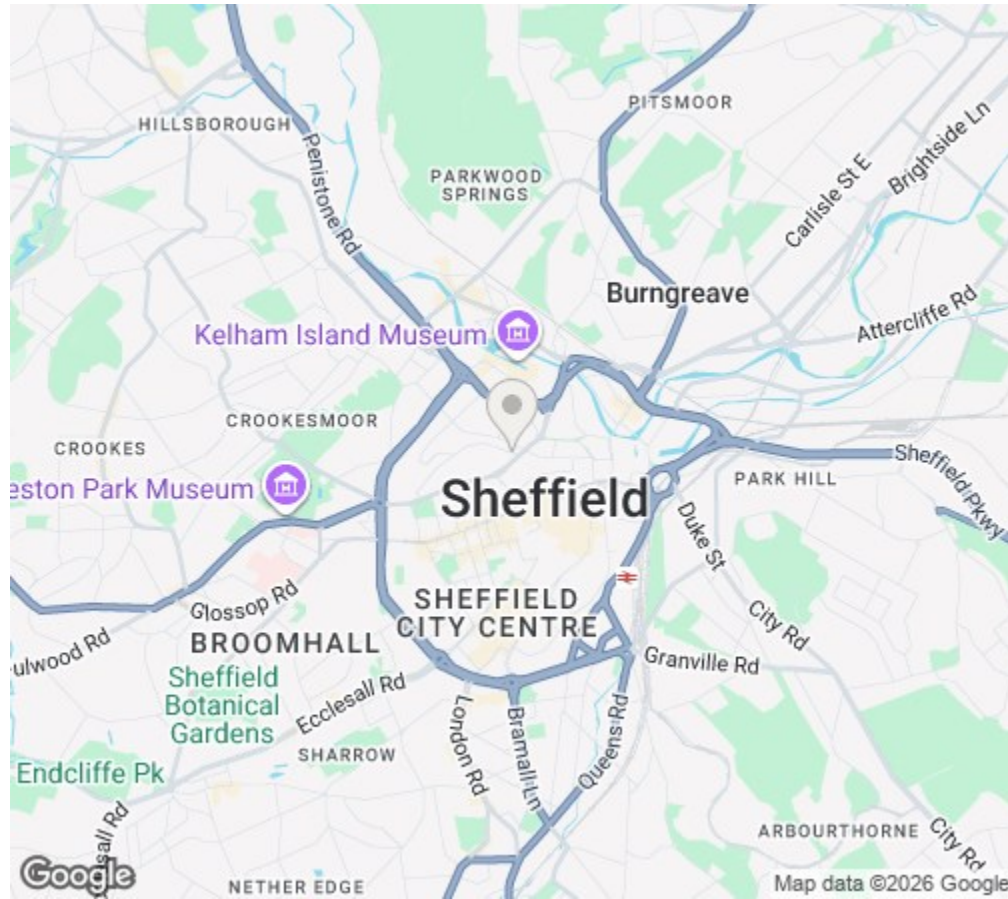 PITSMOOR
HILLSBOROUGH
Brightside Ln
Penistone Rd
PARKWOOD
SPRINGS
Carlisle St E
Burngreave
Attercliffe Rd
Kelham Island Museum
CROOKESMOOR
CROOKES
Sheffield Pkwy
PARK HILL
eston Park Museum
Sheffield
Duke St
SHEFFIELD
CITY CENTRE
Glossop Rd
City Rd
BROOMHALL
ulwood Rd
Granville Rd
Sheffield
Botanical
Gardens
Ecclesall Rd
London Rd
Bramall Ln
Queens Rd
SHARROW
Endcliffe Pk
esall Rd
ARBOURTHORNE
City Rd
NETHER EDGE
Google
Map data ©2026 Google